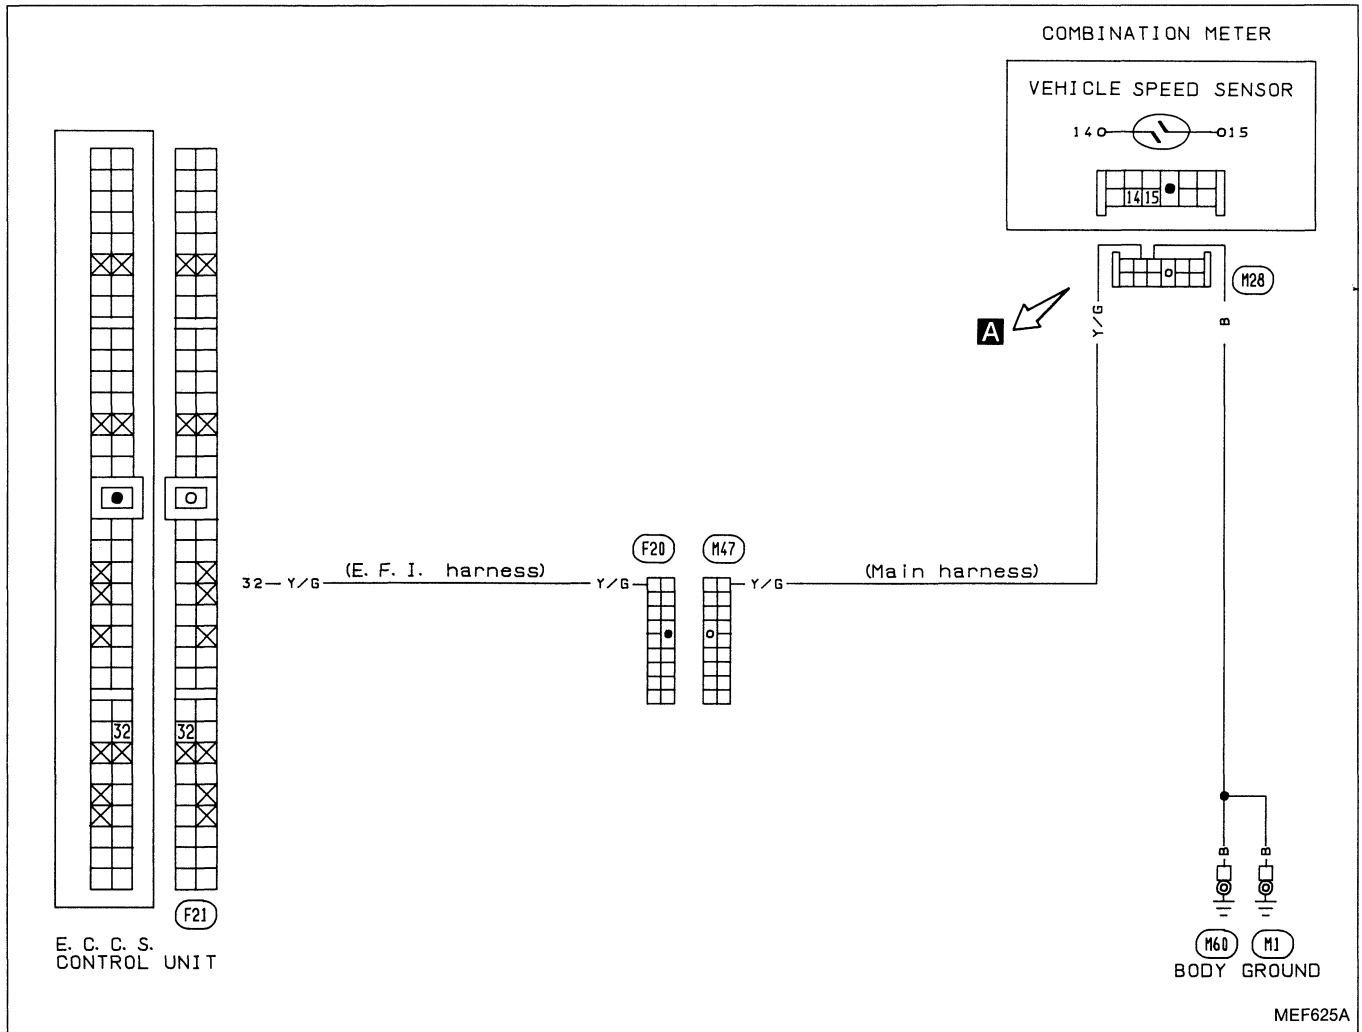 COMBINATION METER
VEHICLE SPEED SENSOR
14 15
14 15
M28
A
Y/G
B
F20 M47
32 Y/G (E. F. I. harness) Y/G Y/G (Main harness)
32 32
B B
F21
E. C. C. S.
CONTROL UNIT
M60 M1
BODY GROUND
MEF625A